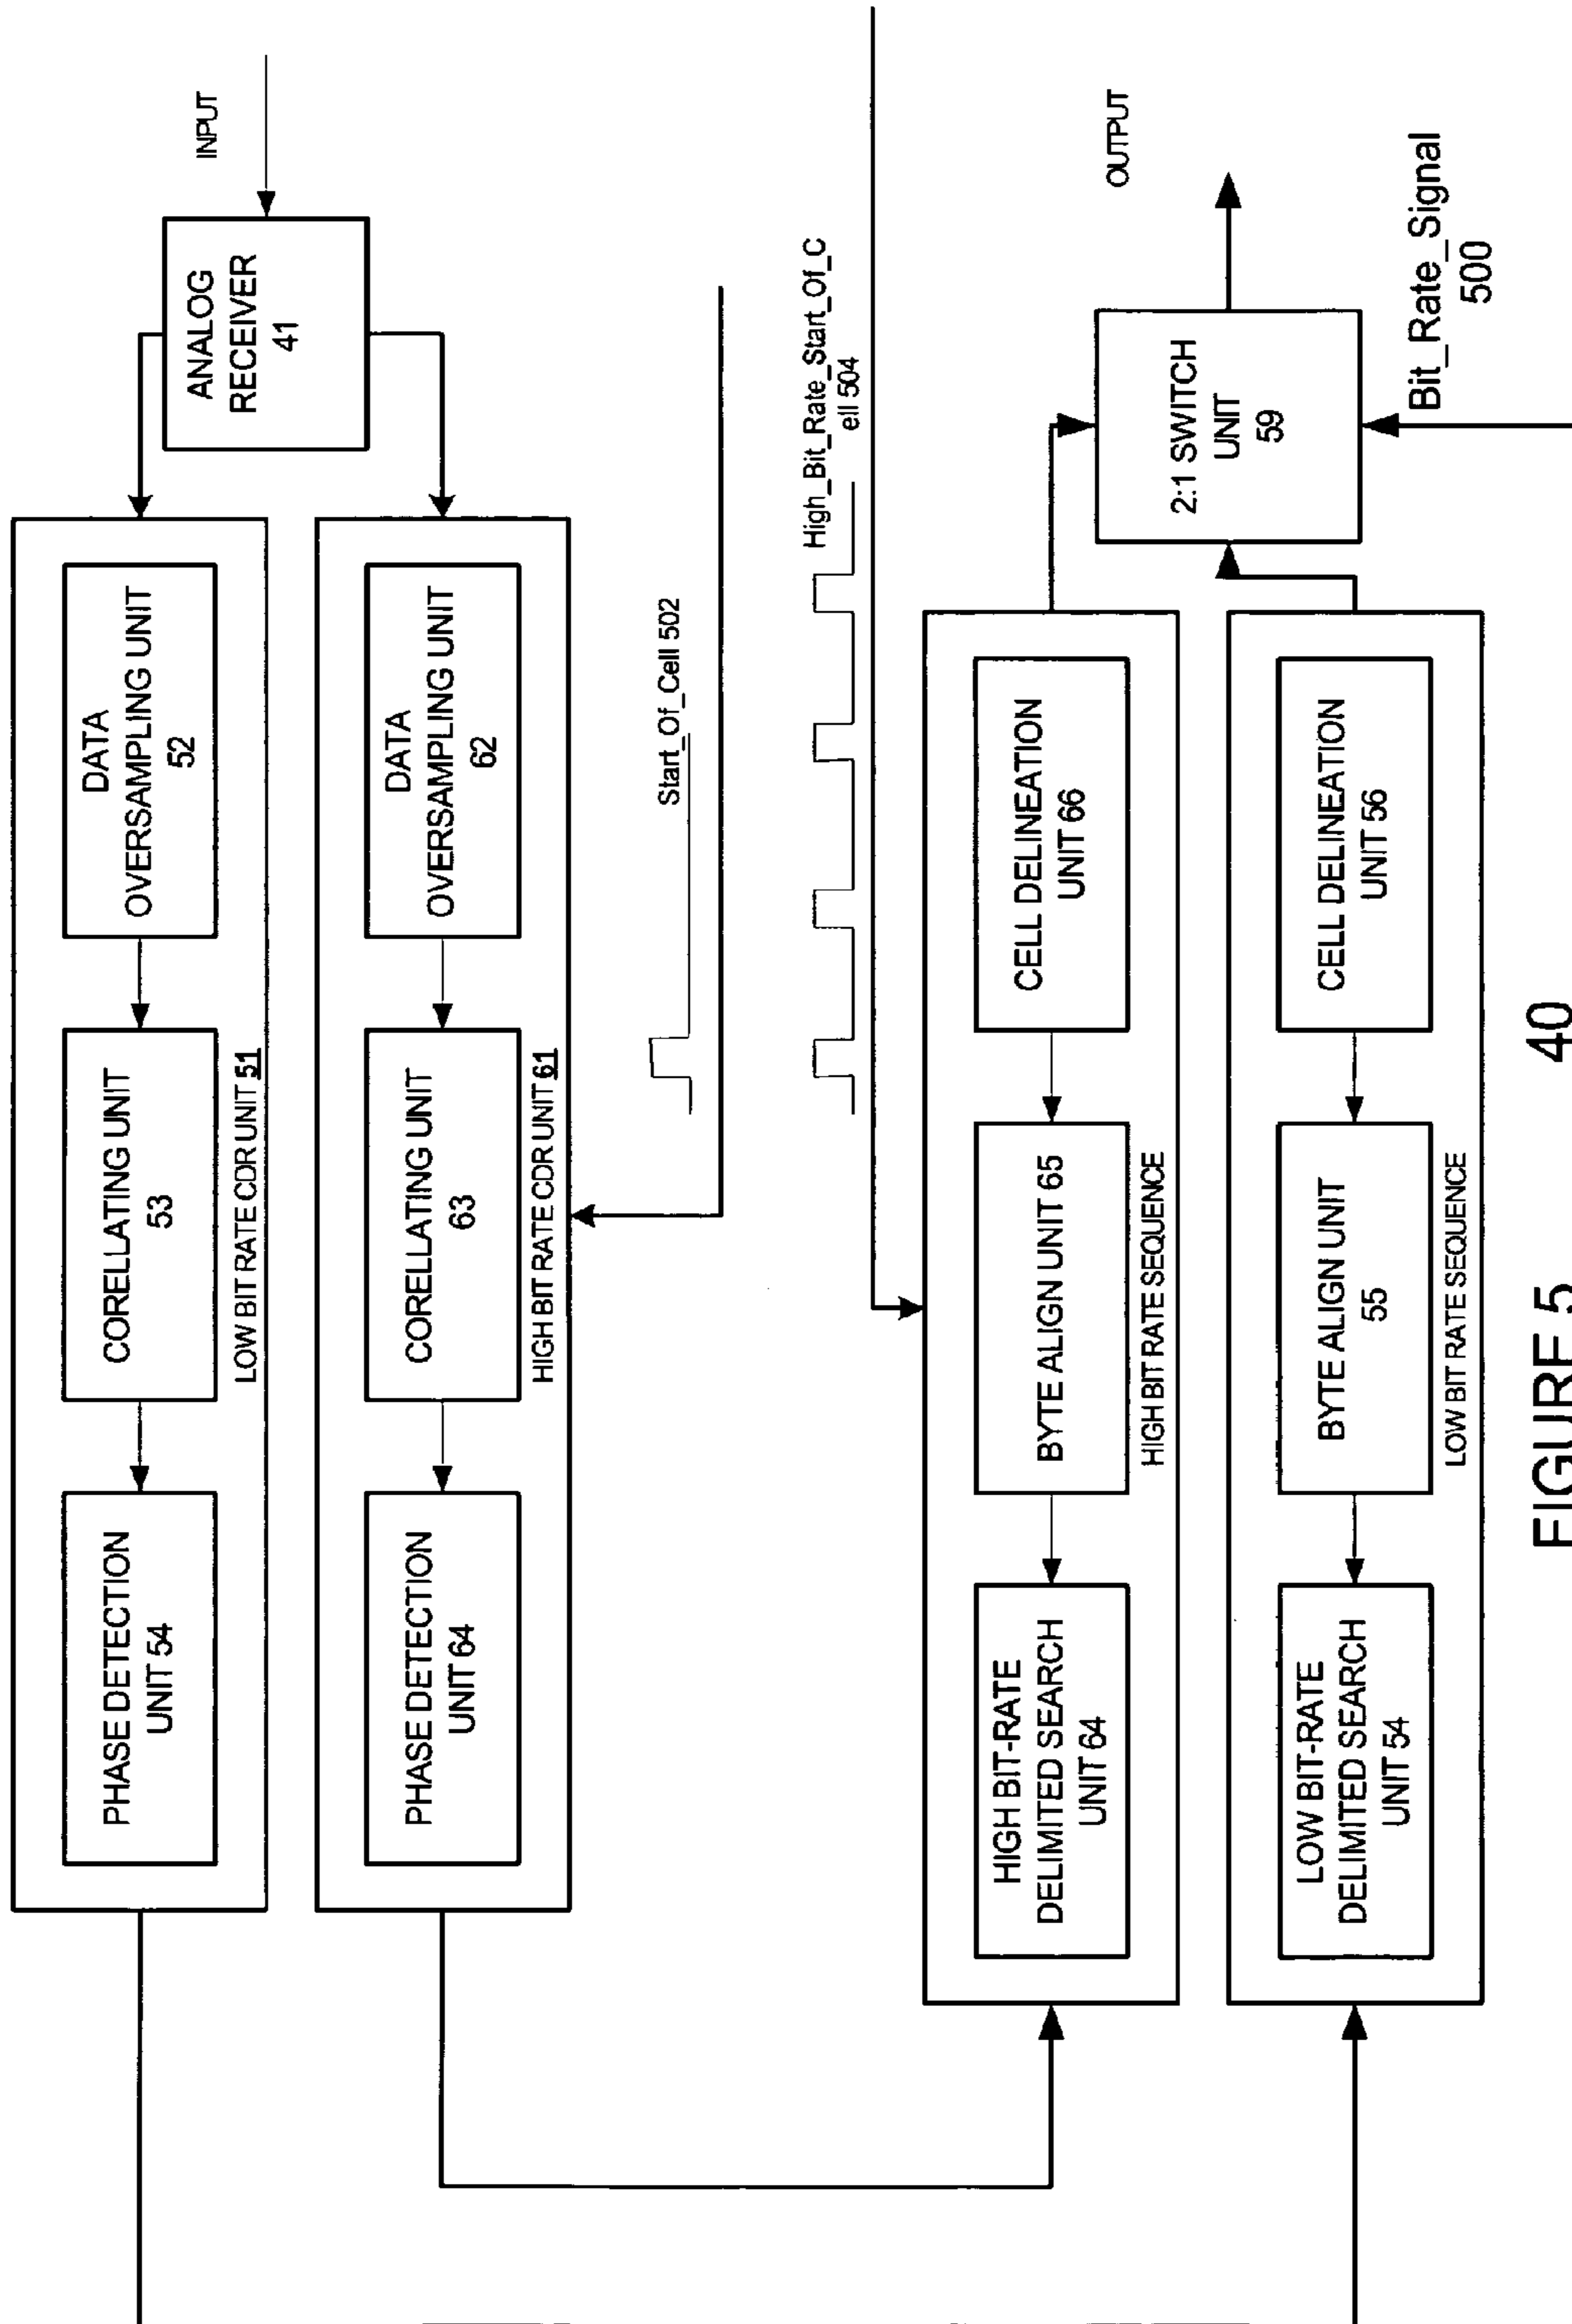 INPUT
ANALOG
RECEIVER
41
DATA
OVERSAMPLING UNIT
52
CORELLATING UNIT
53
PHASE DETECTION
UNIT 54
LOW BIT RATE CDR UNIT 51
DATA
OVERSAMPLING UNIT
62
CORELLATING UNIT
63
PHASE DETECTION
UNIT 64
HIGH BIT RATE CDR UNIT 61
Start_Of_Cell 502
High_Bit_Rate_Start_Of_C
ell 504
HIGH BIT-RATE
DELIMITED SEARCH
UNIT 64
BYTE ALIGN UNIT 65
CELL DELINEATION
UNIT 66
HIGH BIT RATE SEQUENCE
LOW BIT-RATE
DELIMITED SEARCH
UNIT 54
BYTE ALIGN UNIT
55
CELL DELINEATION
UNIT 56
LOW BIT RATE SEQUENCE
2:1 SWITCH
UNIT
59
OUTPUT
Bit_Rate_Signal
500
FIGURE 5
40